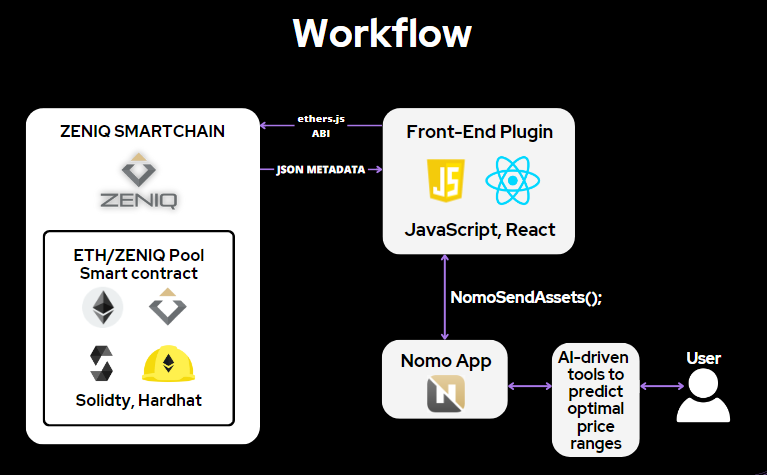 Workflow
ZENIQ SMARTCHAIN
ZENIQ
ETH/ZENIQ Pool
Smart contract
Solidty, Hardhat
ethers.js
ABI
JSON METADATA
Front-End Plugin
JS
JavaScript, React
NomoSendAssets();
Nomo App
N
AI-driven
tools to
predict
optimal
price
ranges
User